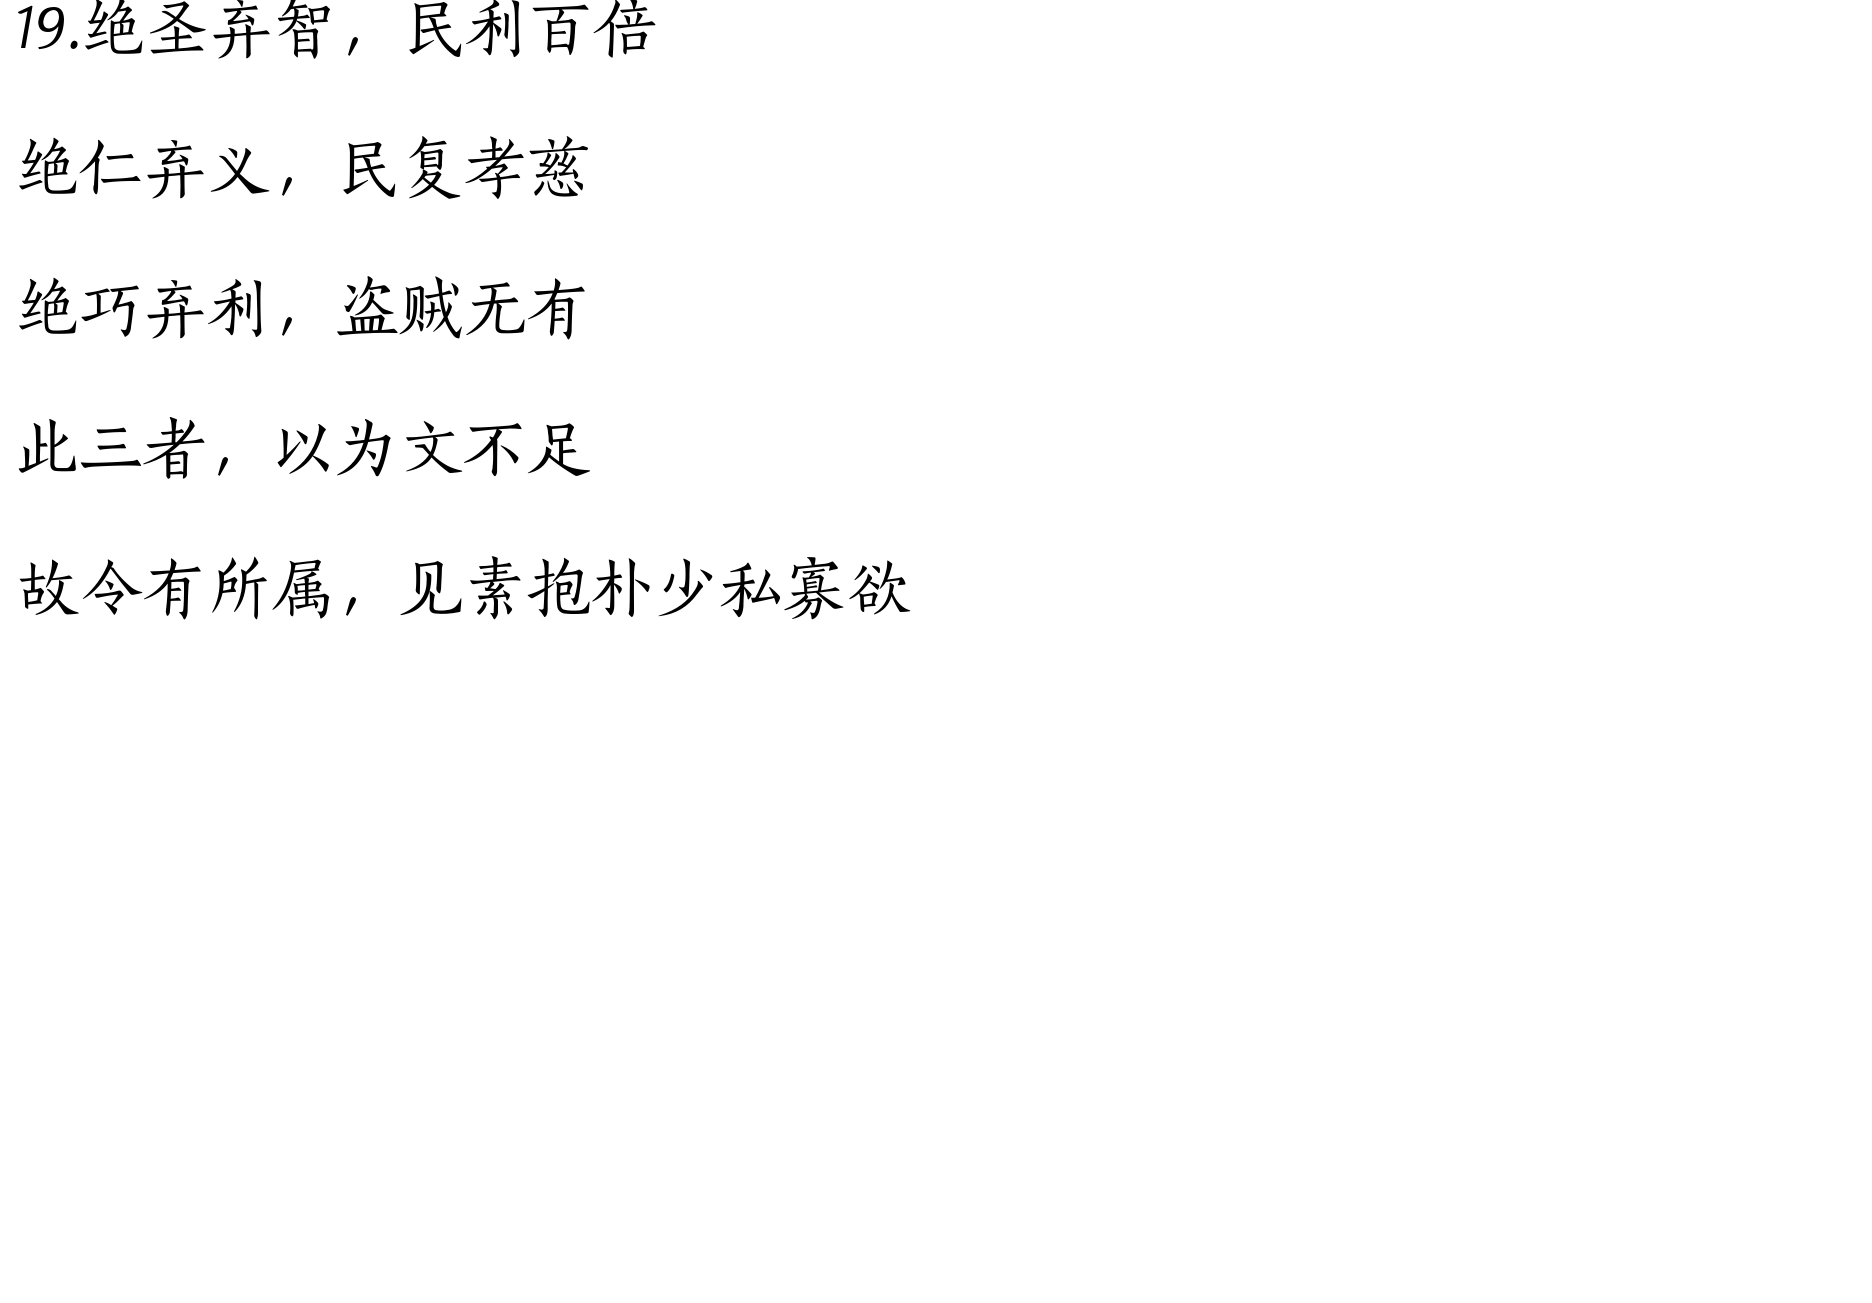 19.绝圣弃智，民利百倍
绝仁弃义，民复孝慈
绝巧弃利，盗贼无有
此三者，以为文不足
故令有所属，见素抱朴少私寡欲